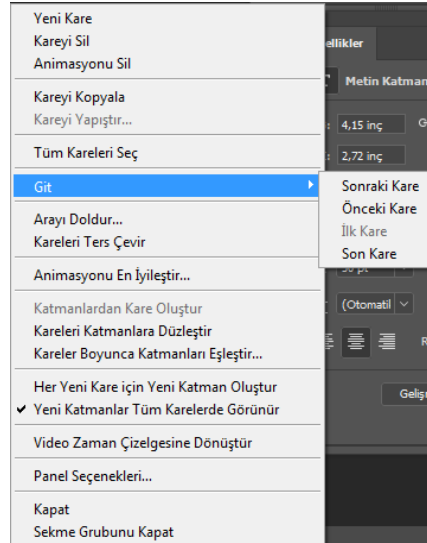 Yeni Kare
Kareyi Sil
Animasyonu Sil
Kareyi Kopyala
Kareyi Yapıştır...
Tüm Kareleri Seç
Git
Sonraki Kare
Önceki Kare
İlk Kare
Son Kare
Arayı Doldur...
Kareleri Ters Çevir
Animasyonu En İyileştir...
Katmanlardan Kare Oluştur
Kareleri Katmanlara Düzleştir
Kareler Boyunca Katmanları Eşleştir...
Her Yeni Kare için Yeni Katman Oluştur
Yeni Katmanlar Tüm Karelerde Görünür
Video Zaman Çizelgesine Dönüştür
Panel Seçenekleri...
Kapat
Sekme Grubunu Kapat
ellikler
Metin Katman
4,15 inç
2,72 inç
(Otomatil
Gelişı